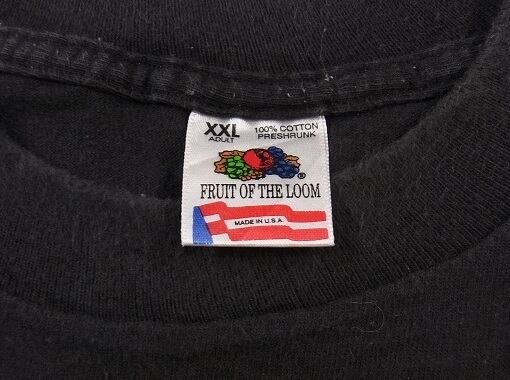 XXL 100% COTTON
ADULT PRESHRUNK
®
FRUIT OF THE LOOM
MADE IN U.S.A.